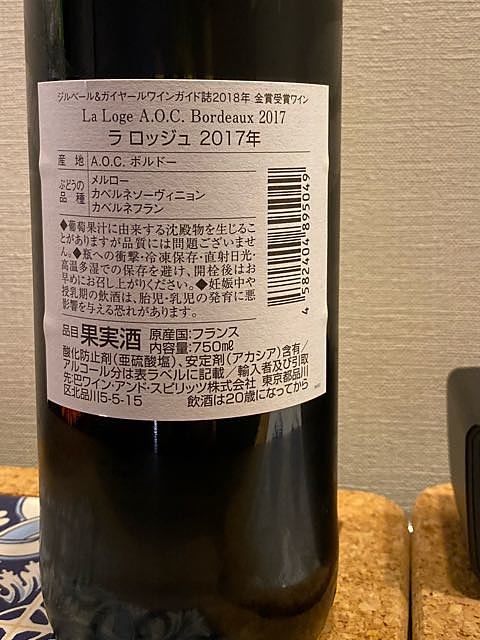 ジルベール&ガイヤールワインガイド誌2018年 金賞受賞ワイン
La Loge A.O.C. Bordeaux 2017
ラ ロッジュ 2017年
産 地 A.O.C. ボルドー
ぶどうの品 種 メルロー
カベルネソーヴィニョン
カベルネフラン
◆葡萄果汁に由来する沈殿物を生じるこ
とがありますが品質には問題ございませ
ん。◆瓶への衝撃・冷凍保存・直射日光・
高温多湿での保存を避け、開栓後はお
早めにお召し上がりください。◆妊娠中や
授乳期の飲酒は、胎児・乳児の発育に悪
影響を与える恐れがあります。
4 582404 895049
品目 果実酒 原産国:フランス
内容量:750mℓ
酸化防止剤(亜硫酸塩)、安定剤(アカシア)含有/
アルコール分は表ラベルに記載/輸入者及び引取
先:巴ワイン・アンド・スピリッツ株式会社 東京都品川
区北品川5-5-15 飲酒は20歳になってから